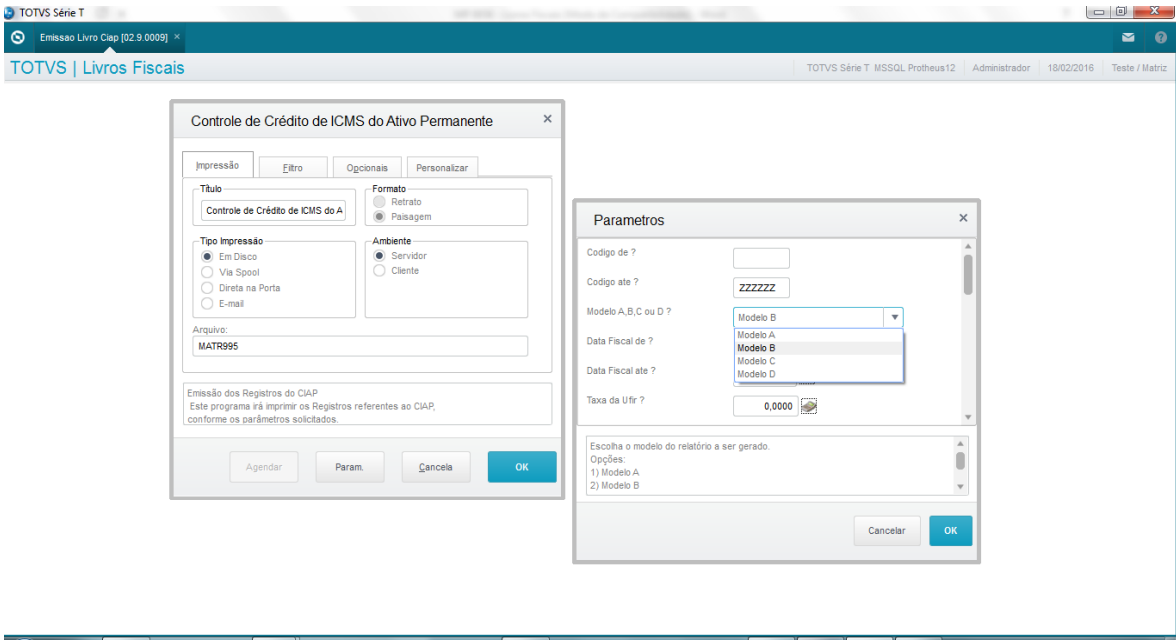 TOTVS Série T
Emissao Livro Ciap [02.9.0009] ×
TOTVS | Livros Fiscais
TOTVS Série T MSSQL Protheus12 Administrador 18/02/2016 Teste / Matriz
Controle de Crédito de ICMS do Ativo Permanente
Impressão Filtro Opcionais Personalizar
Título
Controle de Crédito de ICMS do A
Formato
Retrato
Paisagem
Tipo Impressão
Em Disco
Via Spool
Direta na Porta
E-mail
Ambiente
Servidor
Cliente
Arquivo:
MATR995
Emissão dos Registros do CIAP
Este programa irá imprimir os Registros referentes ao CIAP,
conforme os parâmetros solicitados.
Agendar Param. Cancela OK
Parametros
Codigo de ?
Codigo ate ? ZZZZZZ
Modelo A,B,C ou D ? Modelo B
Modelo A
Modelo B
Modelo C
Modelo D
Data Fiscal de ?
Data Fiscal ate ?
Taxa da Ufir ? 0,0000
Escolha o modelo do relatório a ser gerado.
Opções:
1) Modelo A
2) Modelo B
Cancelar OK